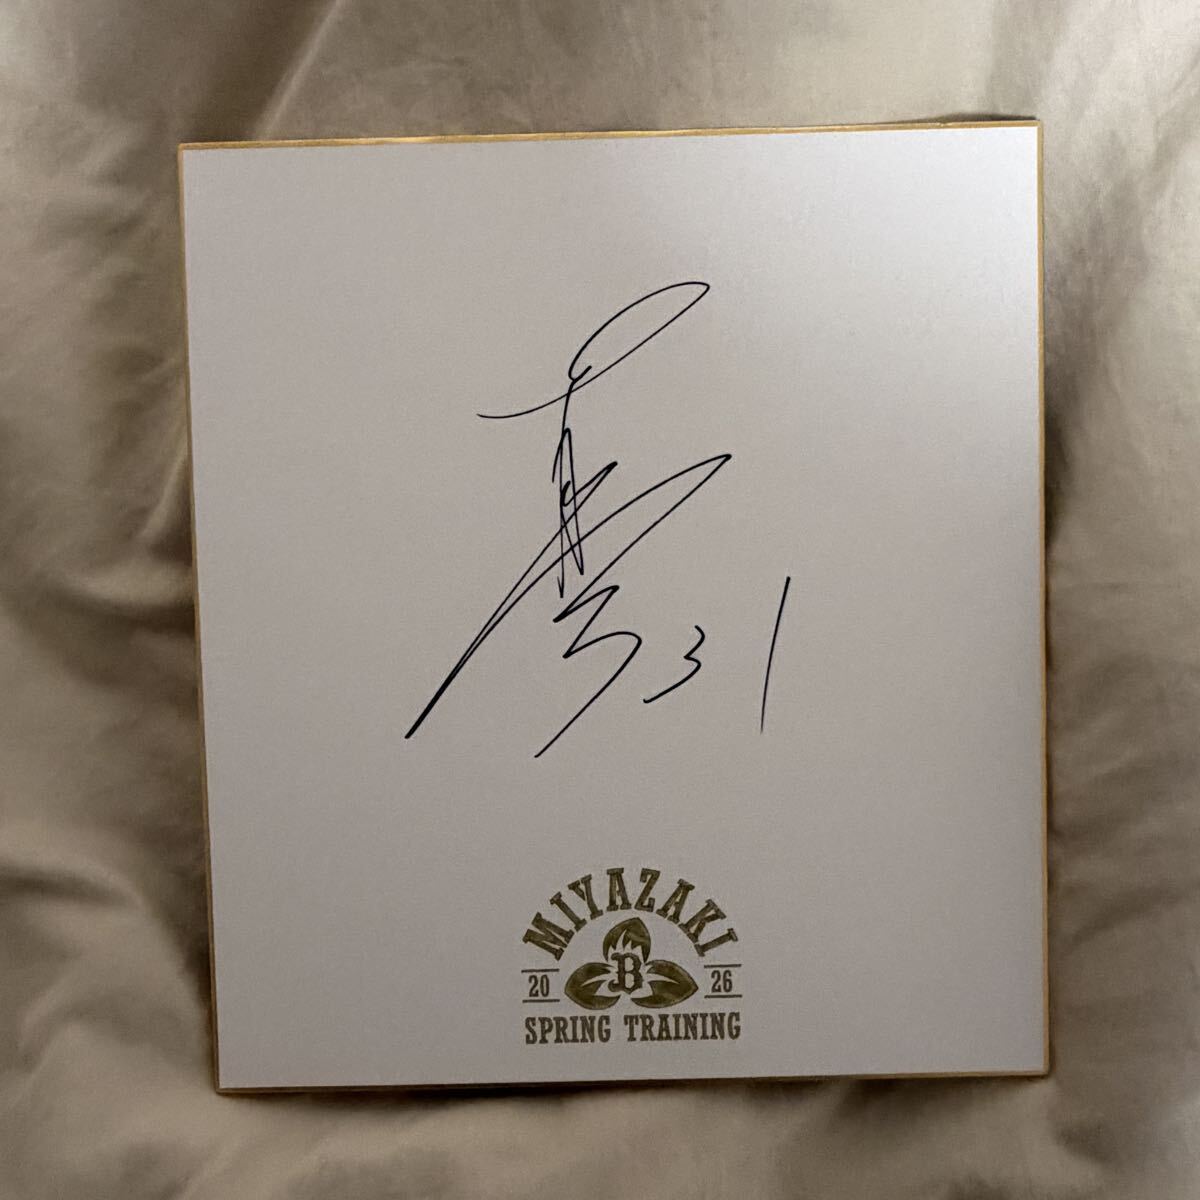 31
MIYAZAKI
B
20 26
SPRING TRAINING